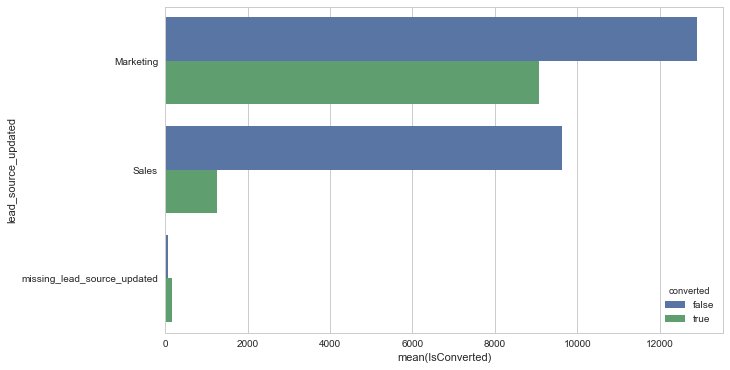 lead_source_updated
Marketing
Sales
missing_lead_source_updated
converted
false
true
0 2000 4000 6000 8000 10000 12000
mean(IsConverted)